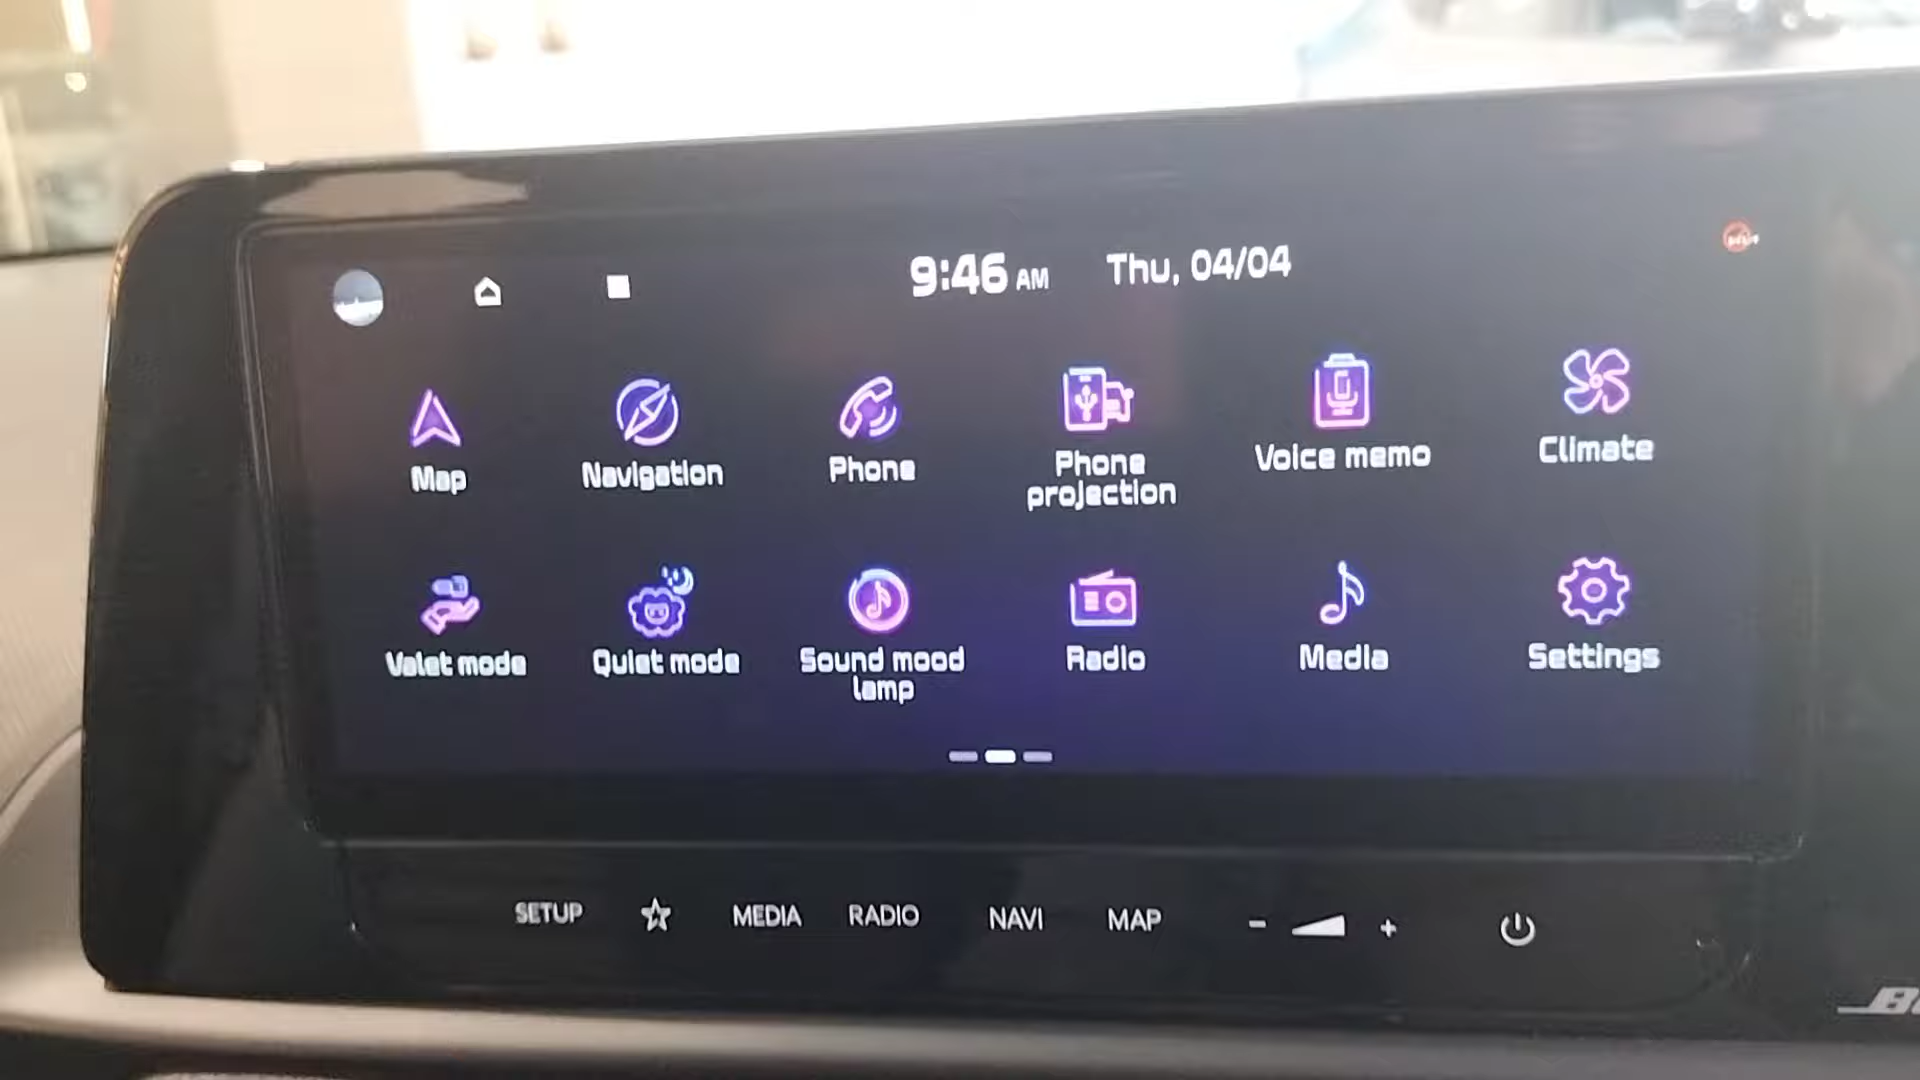 9:46 AM Thu, 04/04
Map Navigation Phone Phone projection Voice memo Climate
Valet mode Quiet mode Sound mood lamp Radio Media Settings
SETUP MEDIA RADIO NAVI MAP - +